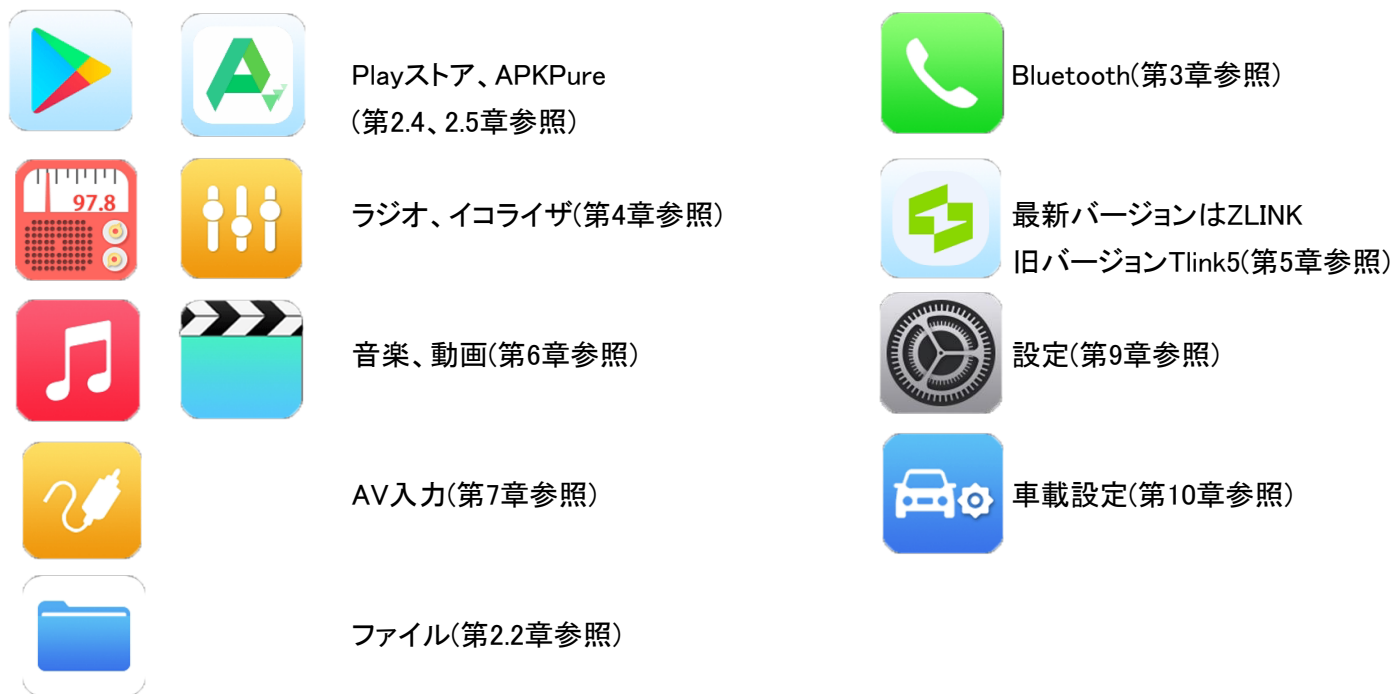 Playストア、APKPure
(第2.4、2.5章参照)
Bluetooth(第3章参照)
97.8
ラジオ、イコライザ(第4章参照)
最新バージョンはZLINK
旧バージョンTlink5(第5章参照)
音楽、動画(第6章参照)
設定(第9章参照)
AV入力(第7章参照)
車載設定(第10章参照)
ファイル(第2.2章参照)